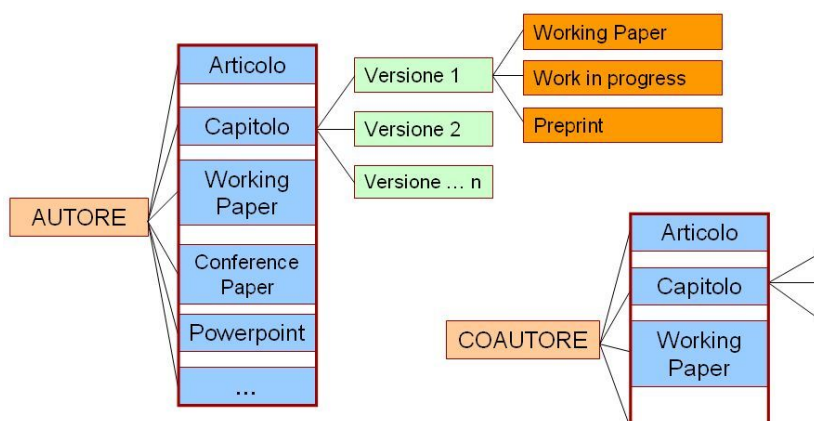 AUTORE
Articolo
Capitolo
Working
Paper
Conference
Paper
Powerpoint
...
Versione 1
Versione 2
Versione ... n
Working Paper
Work in progress
Preprint
COAUTORE
Articolo
Capitolo
Working
Paper